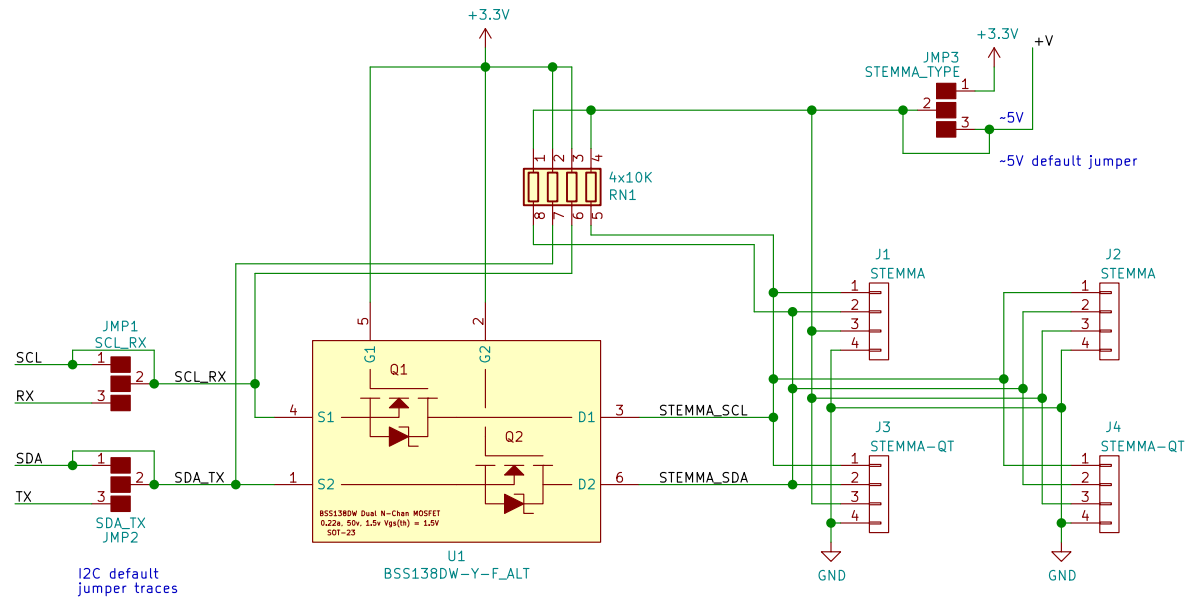 +3.3V
+3.3V
+V
JMP3
STEMMA_TYPE
1
2
3
~5V
~5V default jumper
1
2
3
4
4x10K
RN1
8
7
6
5
J1
STEMMA
1
2
3
4
J2
STEMMA
1
2
3
4
5
2
G1
G2
Q1
JMP1
SCL_RX
SCL
1
2
SCL_RX
RX
3
4
S1
D1
3
STEMMA_SCL
Q2
J3
STEMMA-QT
1
2
3
4
J4
STEMMA-QT
1
2
3
4
SDA
1
2
SDA_TX
TX
3
SDA_TX
JMP2
1
S2
D2
6
STEMMA_SDA
BSS138DW Dual N-Chan MOSFET
0.22a, 50v, 1.5v Vgs(th) = 1.5V
SOT-23
U1
BSS138DW-Y-F_ALT
GND
GND
I2C default
jumper traces